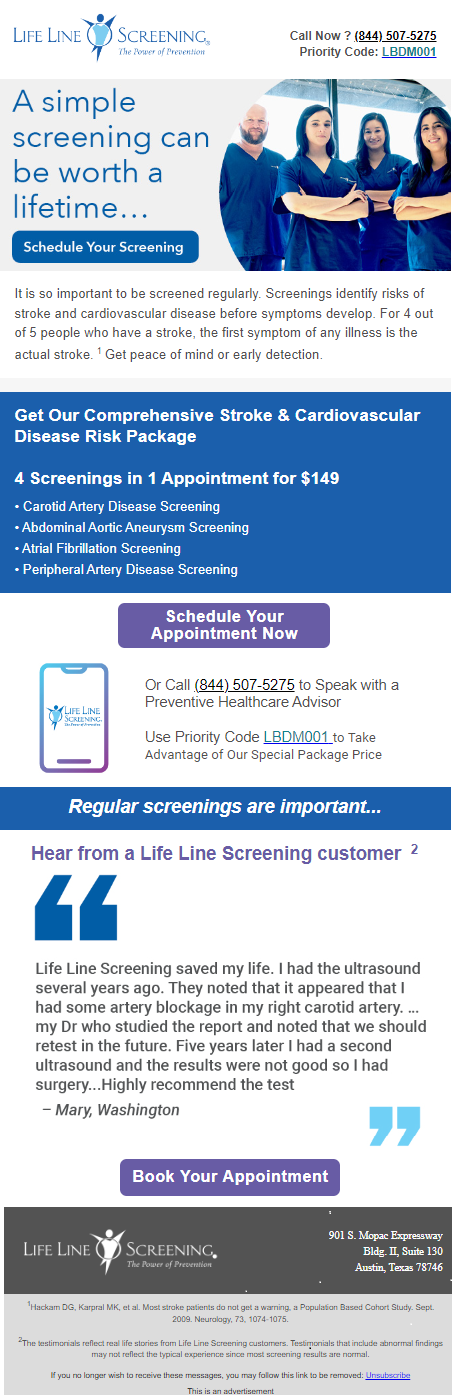 LIFE LINE SCREENING®
The Power of Prevention
Call Now ? (844) 507-5275
Priority Code: LBDM001
A simple
screening can
be worth a
lifetime…
Schedule Your Screening
It is so important to be screened regularly. Screenings identify risks of
stroke and cardiovascular disease before symptoms develop. For 4 out
of 5 people who have a stroke, the first symptom of any illness is the
actual stroke. 1 Get peace of mind or early detection.
Get Our Comprehensive Stroke & Cardiovascular
Disease Risk Package
4 Screenings in 1 Appointment for $149
• Carotid Artery Disease Screening
• Abdominal Aortic Aneurysm Screening
• Atrial Fibrillation Screening
• Peripheral Artery Disease Screening
Schedule Your
Appointment Now
LIFE LINE
SCREENING®
The Power of Prevention
Or Call (844) 507-5275 to Speak with a
Preventive Healthcare Advisor
Use Priority Code LBDM001 to Take
Advantage of Our Special Package Price
Regular screenings are important...
Hear from a Life Line Screening customer 2
“
Life Line Screening saved my life. I had the ultrasound
several years ago. They noted that it appeared that I
had some artery blockage in my right carotid artery. ...
my Dr who studied the report and noted that we should
retest in the future. Five years later I had a second
ultrasound and the results were not good so I had
surgery...Highly recommend the test
– Mary, Washington
”
Book Your Appointment
LIFE LINE SCREENING®
The Power of Prevention
1
901 S. Mopac Expressway
Bldg. II, Suite 130
Austin, Texas 78746
1Hackam DG, Karpral MK, et al. Most stroke patients do not get a warning, a Population Based Cohort Study. Sept.
2009. Neurology, 73, 1074-1075.
2The testimonials reflect real life stories from Life Line Screening customers. Testimonials that include abnormal findings
may not reflect the typical experience since most screening results are normal.
If you no longer wish to receive these messages, you may follow this link to be removed: Unsubscribe
This is an advertisement